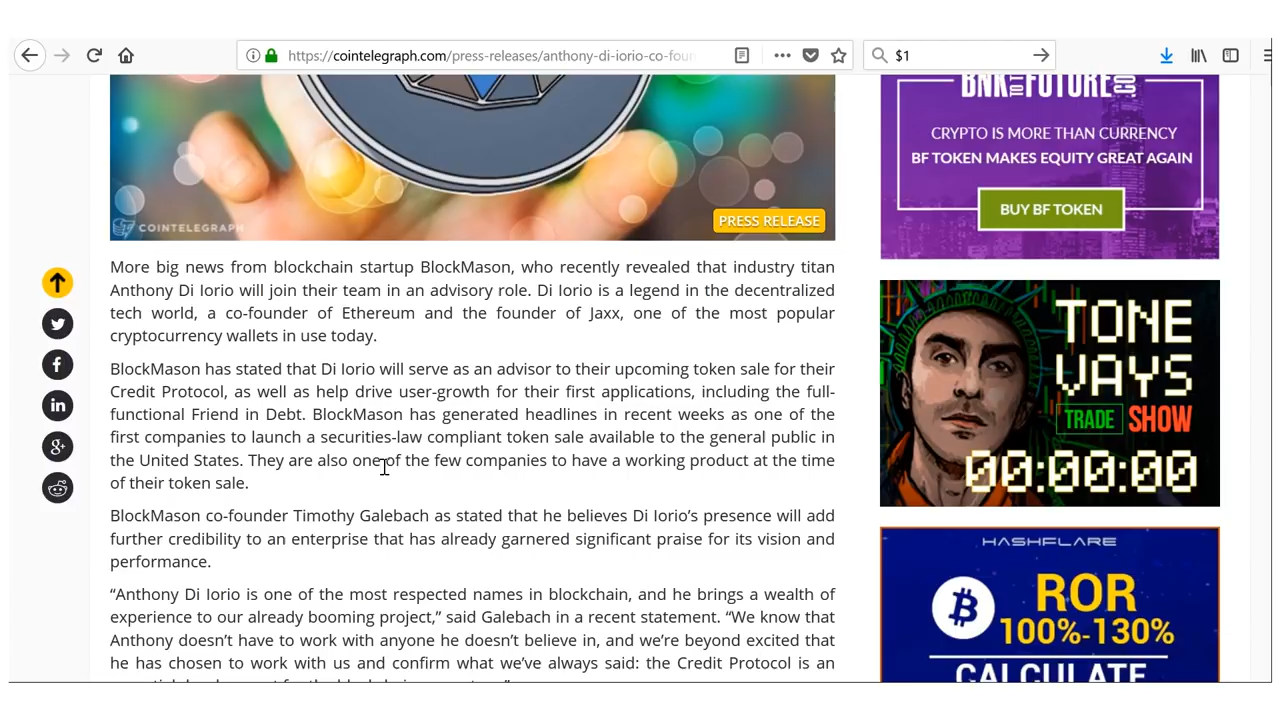 https://cointelegraph.com/press-releases/anthony-di-iorio-co-foun
$1
COINTELEGRAPH
PRESS RELEASE
More big news from blockchain startup BlockMason, who recently revealed that industry titan
Anthony Di Iorio will join their team in an advisory role. Di Iorio is a legend in the decentralized
tech world, a co-founder of Ethereum and the founder of Jaxx, one of the most popular
cryptocurrency wallets in use today.
BlockMason has stated that Di Iorio will serve as an advisor to their upcoming token sale for their
Credit Protocol, as well as help drive user-growth for their first applications, including the full-
functional Friend in Debt. BlockMason has generated headlines in recent weeks as one of the
first companies to launch a securities-law compliant token sale available to the general public in
the United States. They are also one of the few companies to have a working product at the time
of their token sale.
BlockMason co-founder Timothy Galebach as stated that he believes Di Iorio’s presence will add
further credibility to an enterprise that has already garnered significant praise for its vision and
performance.
“Anthony Di Iorio is one of the most respected names in blockchain, and he brings a wealth of
experience to our already booming project,” said Galebach in a recent statement. “We know that
Anthony doesn’t have to work with anyone he doesn’t believe in, and we’re beyond excited that
he has chosen to work with us and confirm what we’ve always said: the Credit Protocol is an
BNK TO THE FUTURE CO
CRYPTO IS MORE THAN CURRENCY
BF TOKEN MAKES EQUITY GREAT AGAIN
BUY BF TOKEN
TONE
VAYS
TRADE SHOW
00:00:00
HASHFLARE
ROR
100%-130%
CALCULATE